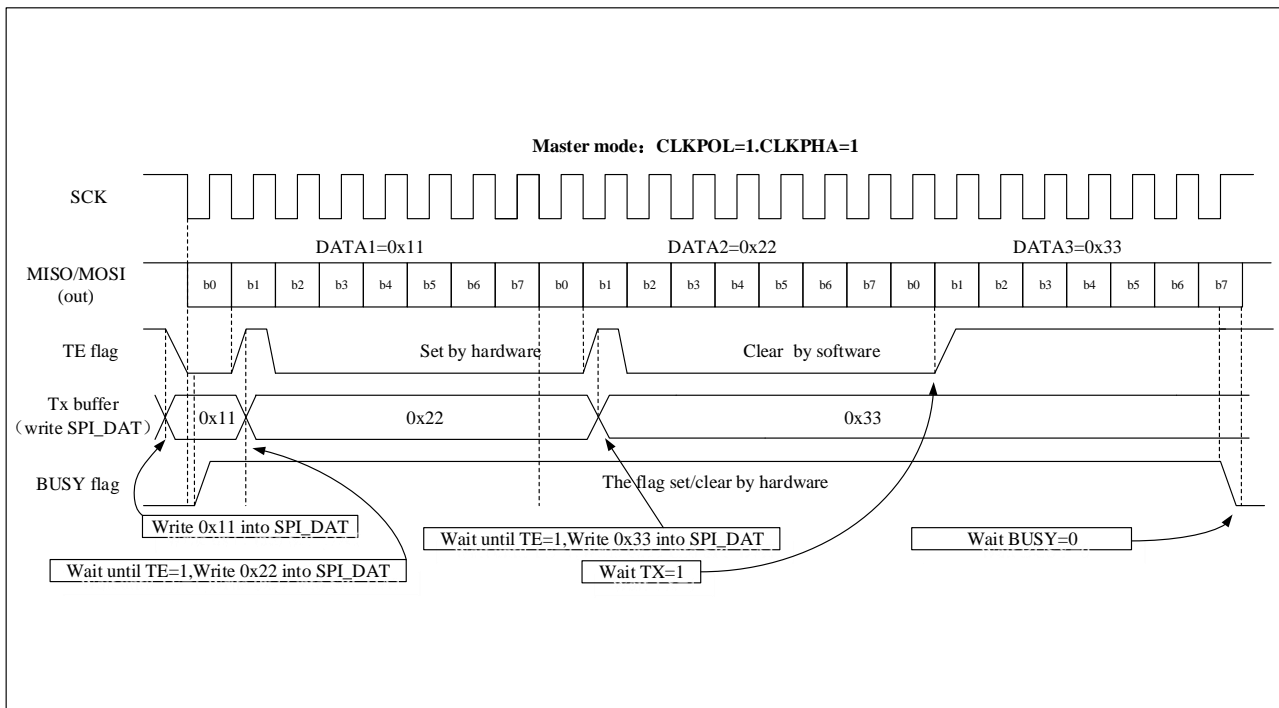 Master mode：CLKPOL=1.CLKPHA=1
SCK
DATA1=0x11 DATA2=0x22 DATA3=0x33
MISO/MOSI
(out)
b0 b1 b2 b3 b4 b5 b6 b7 b0 b1 b2 b3 b4 b5 b6 b7 b0 b1 b2 b3 b4 b5 b6 b7
TE flag
Set by hardware
Clear by software
Tx buffer
（write SPI_DAT）
0x11 0x22 0x33
BUSY flag
The flag set/clear by hardware
Write 0x11 into SPI_DAT
Wait until TE=1,Write 0x33 into SPI_DAT
Wait BUSY=0
Wait until TE=1,Write 0x22 into SPI_DAT
Wait TX=1